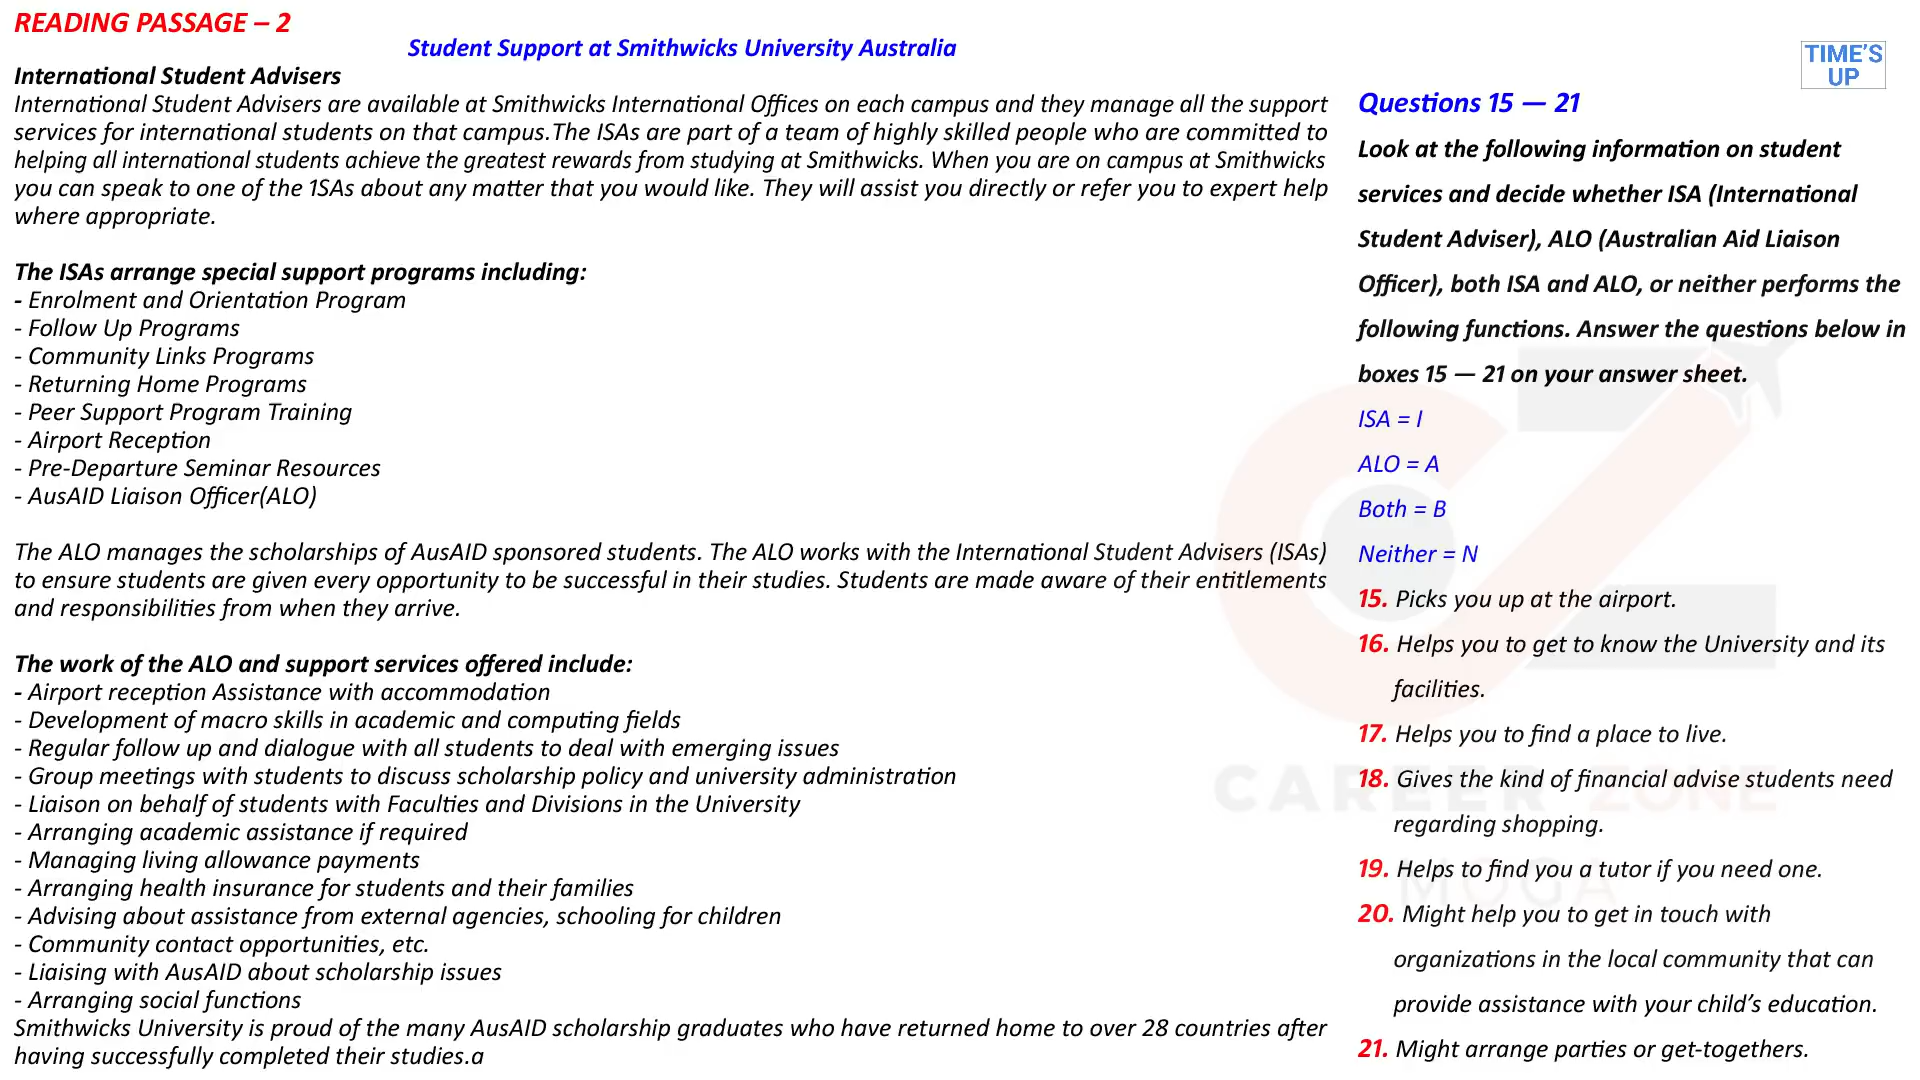 READING PASSAGE – 2
Student Support at Smithwicks University Australia
International Student Advisers
International Student Advisers are available at Smithwicks International Offices on each campus and they manage all the support
services for international students on that campus.The ISAs are part of a team of highly skilled people who are committed to
helping all international students achieve the greatest rewards from studying at Smithwicks. When you are on campus at Smithwicks
you can speak to one of the 1SAs about any matter that you would like. They will assist you directly or refer you to expert help
where appropriate.
The ISAs arrange special support programs including:
- Enrolment and Orientation Program
- Follow Up Programs
- Community Links Programs
- Returning Home Programs
- Peer Support Program Training
- Airport Reception
- Pre-Departure Seminar Resources
- AusAID Liaison Officer(ALO)
The ALO manages the scholarships of AusAID sponsored students. The ALO works with the International Student Advisers (ISAs)
to ensure students are given every opportunity to be successful in their studies. Students are made aware of their entitlements
and responsibilities from when they arrive.
The work of the ALO and support services offered include:
- Airport reception Assistance with accommodation
- Development of macro skills in academic and computing fields
- Regular follow up and dialogue with all students to deal with emerging issues
- Group meetings with students to discuss scholarship policy and university administration
- Liaison on behalf of students with Faculties and Divisions in the University
- Arranging academic assistance if required
- Managing living allowance payments
- Arranging health insurance for students and their families
- Advising about assistance from external agencies, schooling for children
- Community contact opportunities, etc.
- Liaising with AusAID about scholarship issues
- Arranging social functions
Smithwicks University is proud of the many AusAID scholarship graduates who have returned home to over 28 countries after
having successfully completed their studies.a
TIME'S
UP
Questions 15 — 21
Look at the following information on student
services and decide whether ISA (International
Student Adviser), ALO (Australian Aid Liaison
Officer), both ISA and ALO, or neither performs the
following functions. Answer the questions below in
boxes 15 — 21 on your answer sheet.
ISA = I
ALO = A
Both = B
Neither = N
15. Picks you up at the airport.
16. Helps you to get to know the University and its
facilities.
17. Helps you to find a place to live.
18. Gives the kind of financial advise students need
regarding shopping.
19. Helps to find you a tutor if you need one.
20. Might help you to get in touch with
organizations in the local community that can
provide assistance with your child's education.
21. Might arrange parties or get-togethers.
CAREER ZONE
MOGA